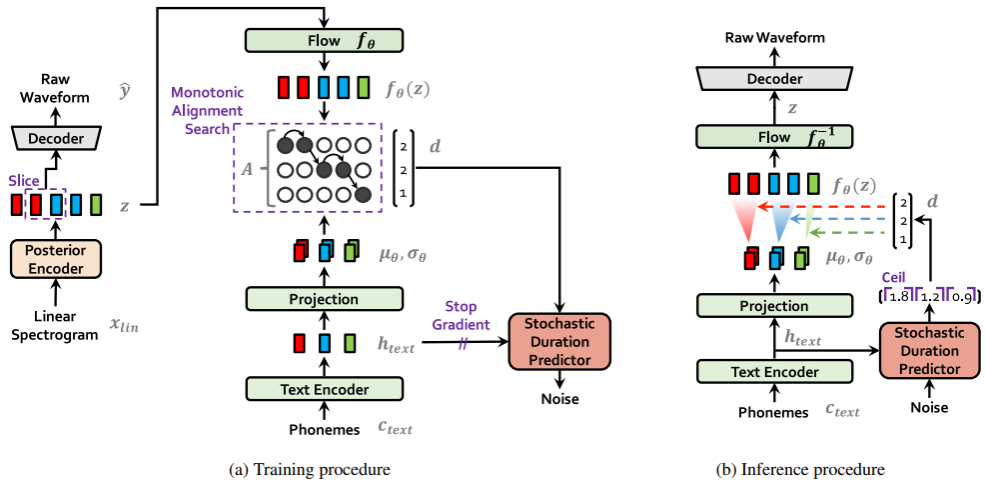 Flow f_θ
Raw
Waveform
ŷ
Decoder
Slice
z
Posterior
Encoder
Linear
Spectrogram
x_lin
f_θ(z)
Monotonic
Alignment
Search
A
2
2
1
d
μ_θ, σ_θ
Projection
Stop
Gradient
h_text
Text Encoder
Phonemes
c_text
Stochastic
Duration
Predictor
Noise
(a) Training procedure
Raw Waveform
Decoder
z
Flow f_θ^{-1}
f_θ(z)
d
2
2
1
μ_θ, σ_θ
Ceil
(⌈1.8⌉⌈1.2⌉⌈0.9⌉)
Projection
h_text
Stochastic
Duration
Predictor
Text Encoder
Phonemes
c_text
Noise
(b) Inference procedure